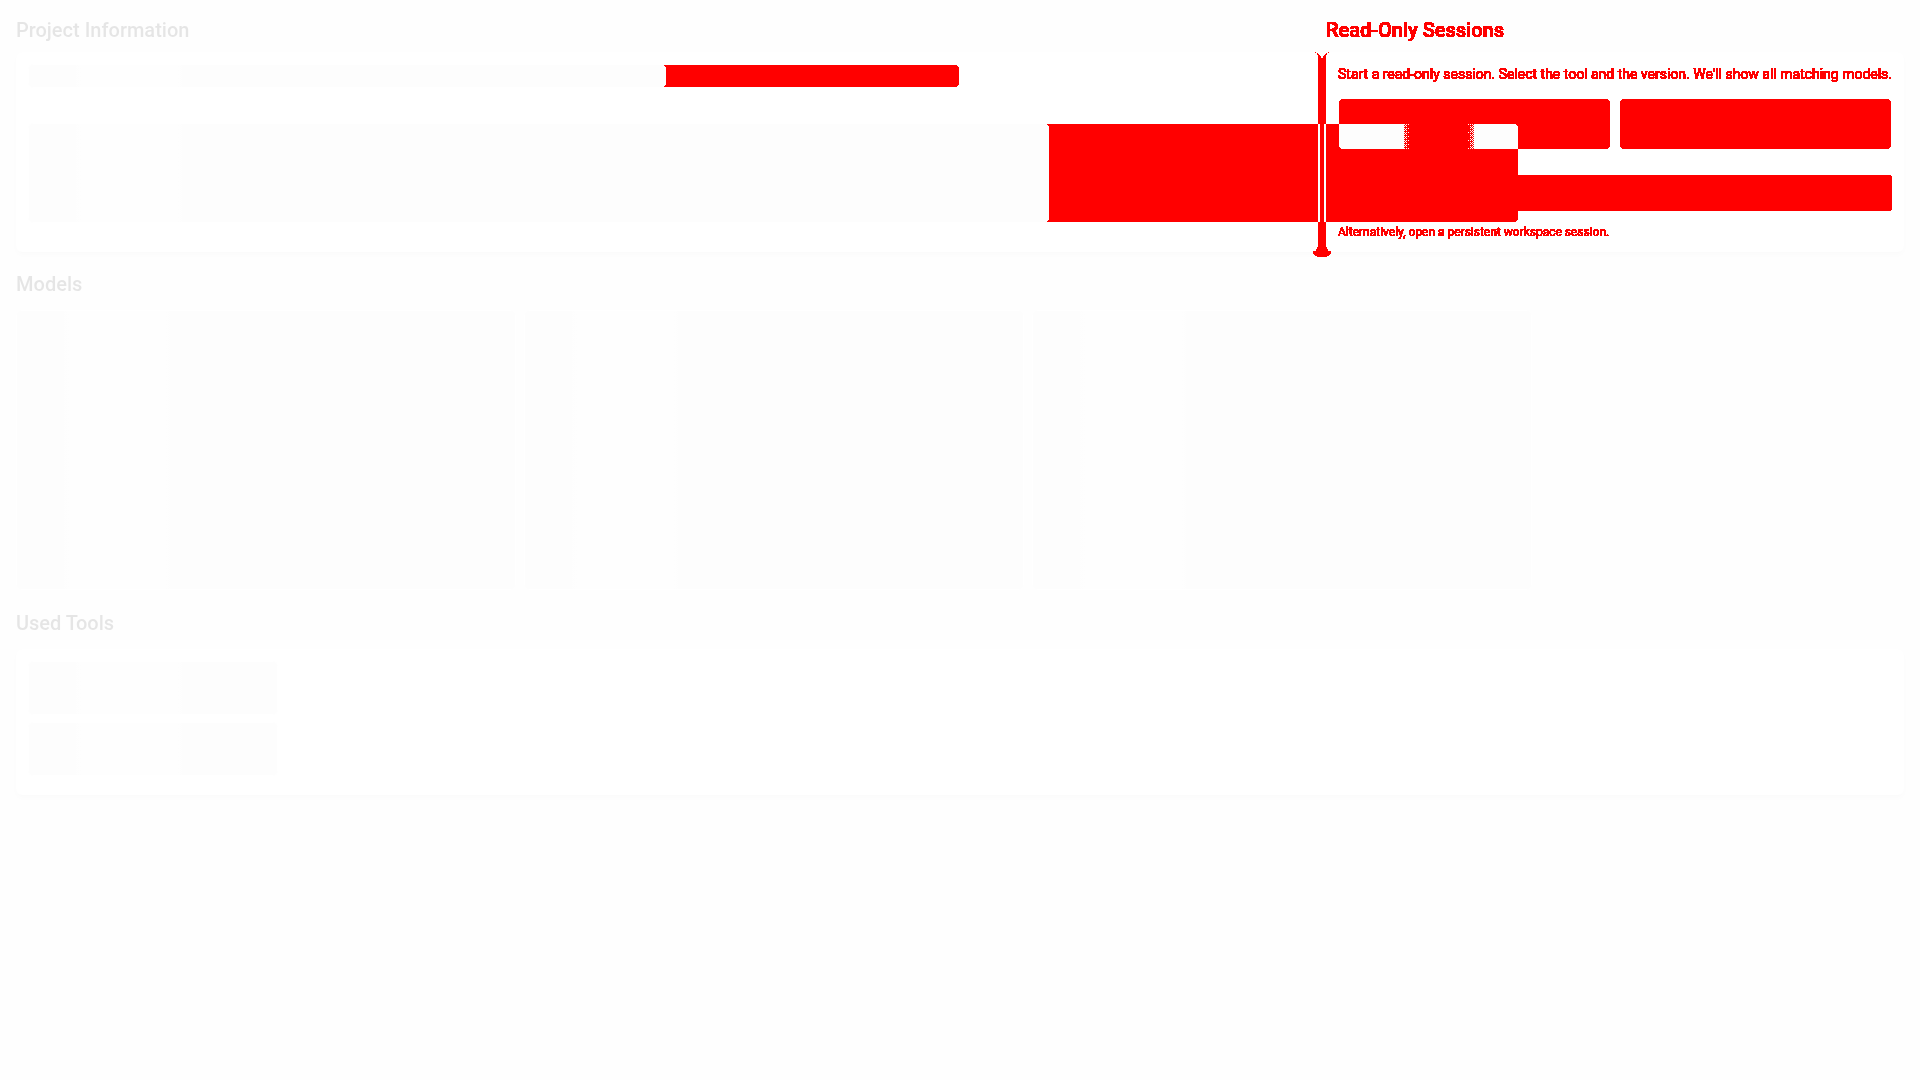 Project Information
Read-Only Sessions
Start a read-only session. Select the tool and the version. We'll show all matching models.
Alternatively, open a persistent workspace session.
Models
Used Tools